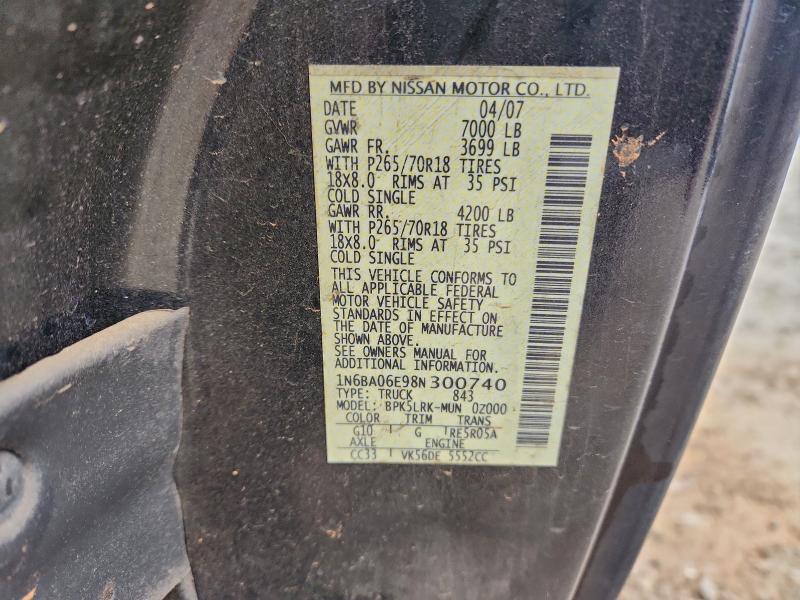 MFD BY NISSAN MOTOR CO., LTD.
DATE 04/07
GVWR 7000 LB
GAWR FR. 3699 LB
WITH P265/70R18 TIRES
18X8.0 RIMS AT 35 PSI
COLD SINGLE
GAWR RR. 4200 LB
WITH P265/70R18 TIRES
18X8.0 RIMS AT 35 PSI
COLD SINGLE
THIS VEHICLE CONFORMS TO
ALL APPLICABLE FEDERAL
MOTOR VEHICLE SAFETY
STANDARDS IN EFFECT ON
THE DATE OF MANUFACTURE
SHOWN ABOVE.
SEE OWNERS MANUAL FOR
ADDITIONAL INFORMATION.
1N6BA06E98N300740
TYPE: TRUCK 843
MODEL: BPK5LRK-MUN 0Z000
COLOR TRIM TRANS
G10 G RE5R05A
AXLE ENGINE
CC33 VK56DE 5552CC